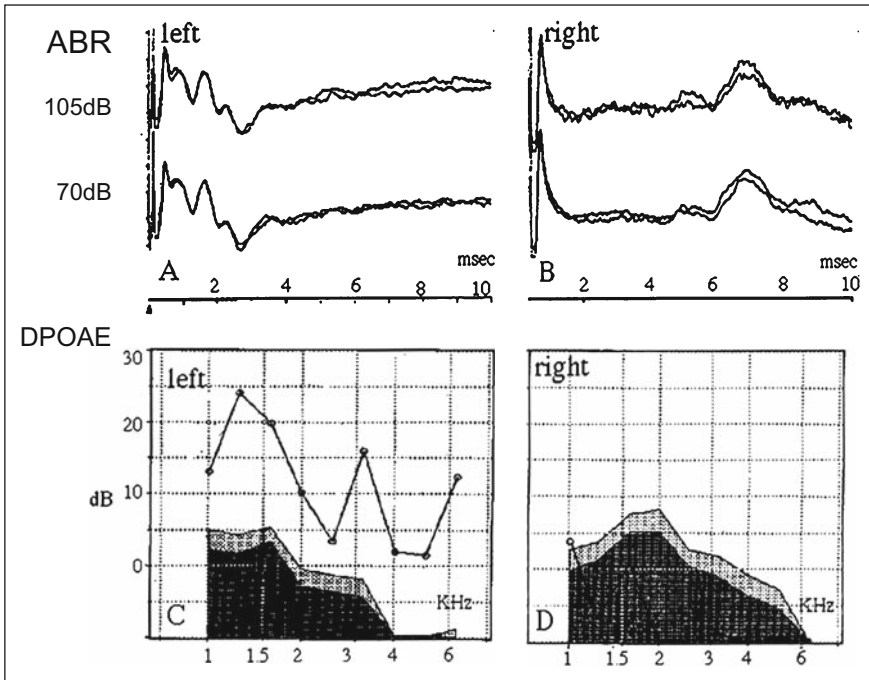 ABR
left
right
105dB
70dB
A
msec
B
msec
2 4 6 8 10
2 4 6 8 10
DPOAE
30
left
right
20
dB
10
0
C
KHz
D
KHz
1 1.5 2 3 4 6
1 1.5 2 3 4 6